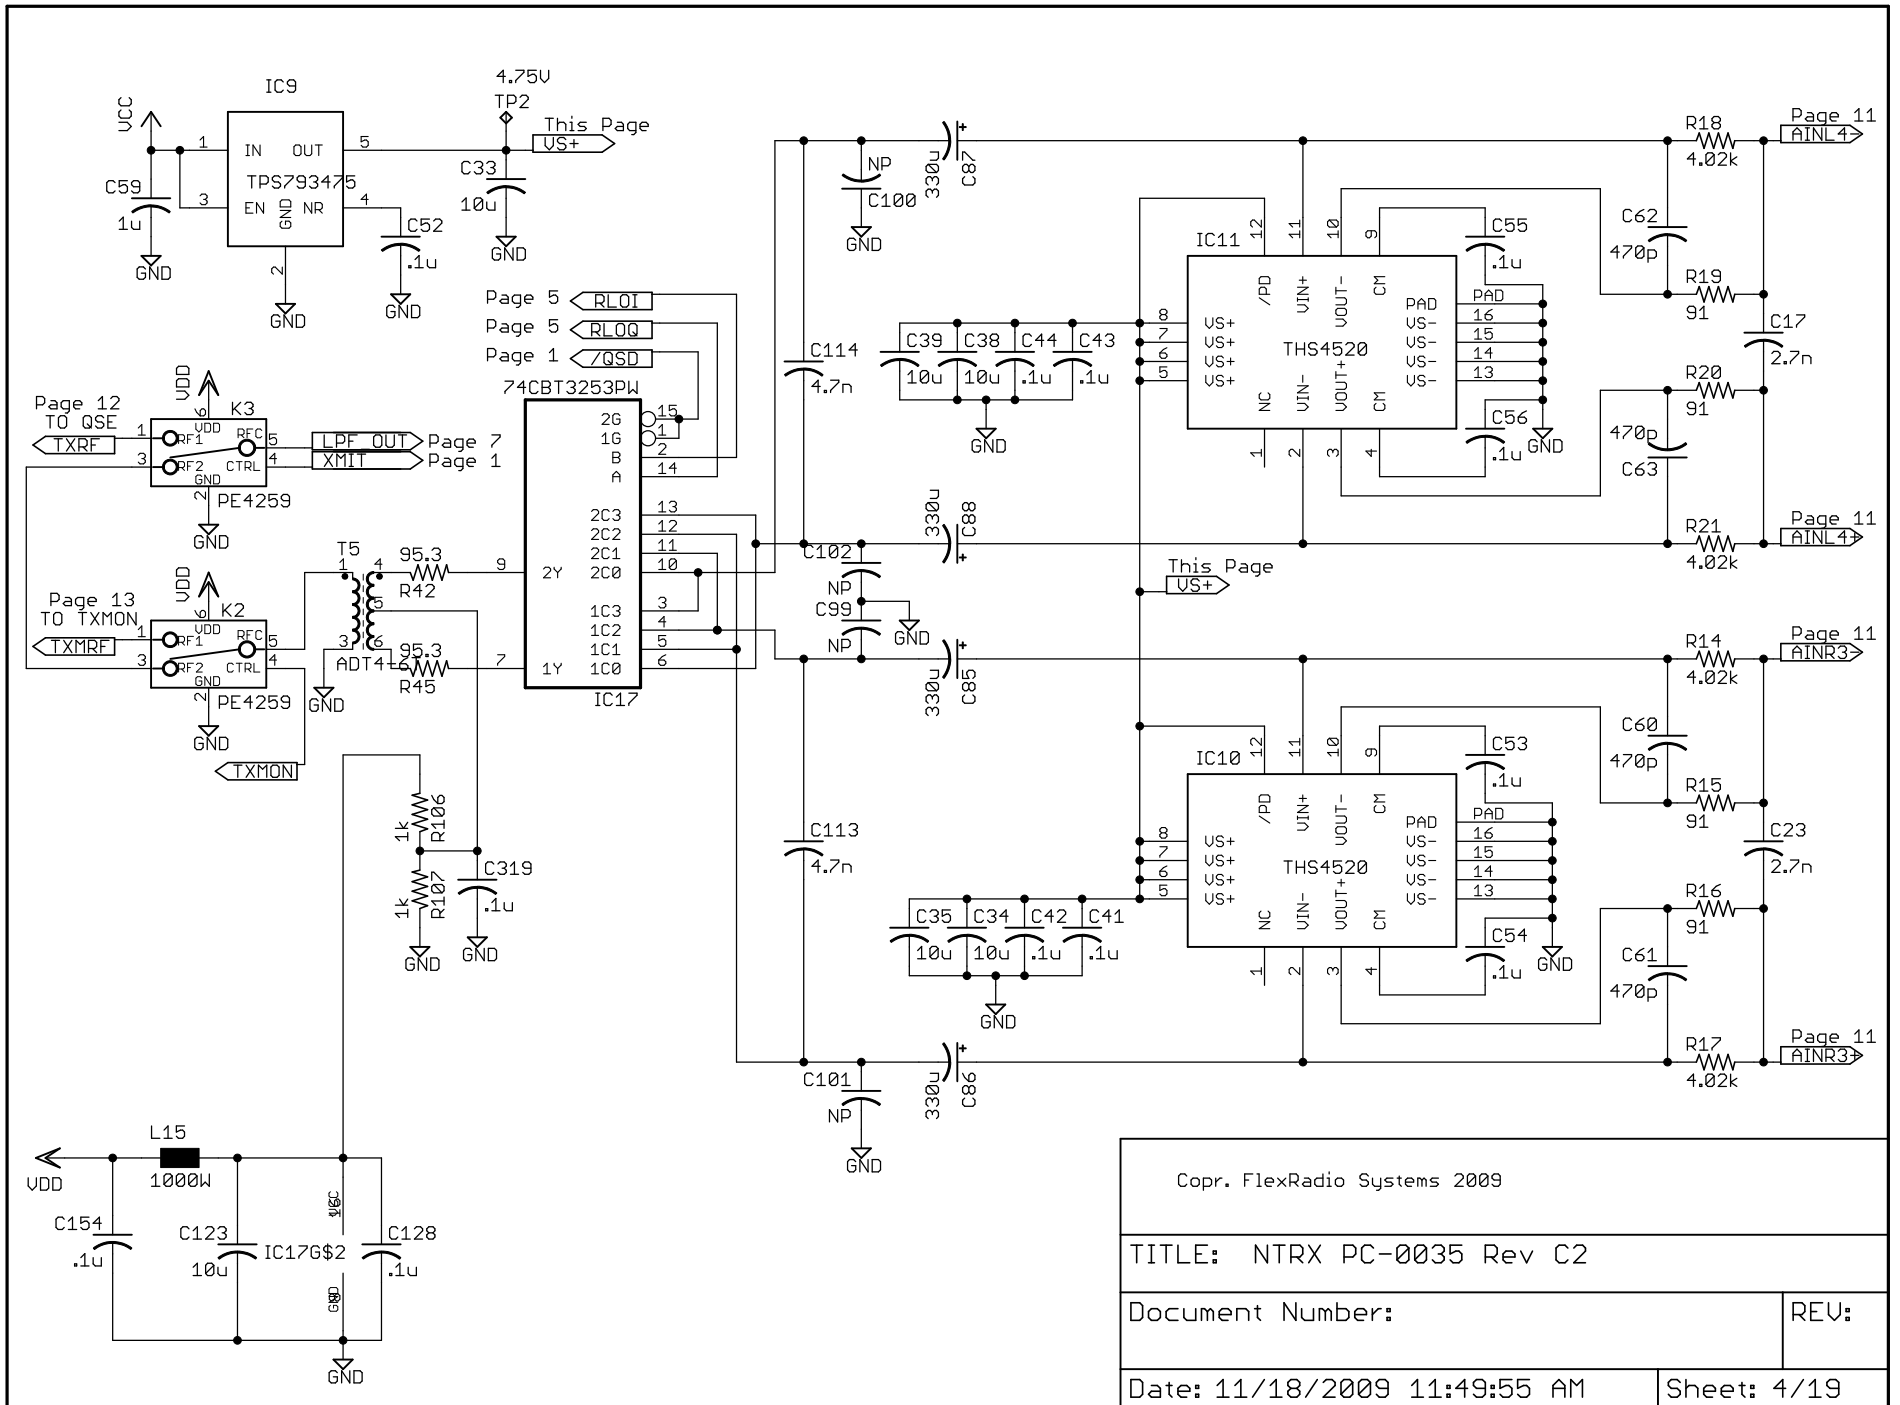 IC9
4.75V
TP2
This Page
VS+
VCC
1
IN
OUT
5
TPS793475
3
EN
GND
NR
4
2
C59
1u
GND
C52
.1u
GND
GND
C33
10u
GND
Page 5
RLOI
Page 5
RLOQ
Page 1
/QSD
74CBT3253PW
2G
15
1G
1
B
2
A
14
2C3
13
2C2
12
2C1
11
2C0
10
1C3
3
1C2
4
1C1
5
1C0
6
9
2Y
7
1Y
IC17
Page 12
TO QSE
TXRF
VDD
K3
1
RF1
6
VDD
RFC
5
LPF_OUT
Page 7
3
RF2
CTRL
4
XMIT
Page 1
GND
2
PE4259
GND
Page 13
TO TXMON
TXMRF
VDD
K2
1
RF1
6
VDD
RFC
5
3
RF2
CTRL
4
GND
2
PE4259
GND
TXMON
T5
1
4
5
3
6
ADT4-6T
GND
95.3
R42
95.3
R45
1k
R106
1k
R107
GND
C319
.1u
GND
C114
4.7n
C113
4.7n
NP
C100
GND
330u
C87
330u
C88
C102
NP
C99
NP
GND
330u
C85
330u
C86
C101
NP
GND
C39
10u
C38
10u
C44
.1u
C43
.1u
GND
IC11
12
11
10
9
/PD
VIN+
VOUT-
CM
8
VS+
7
VS+
6
VS+
5
VS+
THS4520
PAD
PAD
VS-
16
VS-
15
VS-
14
VS-
13
NC
VIN-
VOUT+
CM
1
2
3
4
C55
.1u
C56
.1u
GND
C62
470p
470p
C63
R18
4.02k
R19
91
R20
91
R21
4.02k
C17
2.7n
Page 11
AINL4-
Page 11
AINL4+
This Page
VS+
C35
10u
C34
10u
C42
.1u
C41
.1u
GND
IC10
12
11
10
9
/PD
VIN+
VOUT-
CM
8
VS+
7
VS+
6
VS+
5
VS+
THS4520
PAD
PAD
VS-
16
VS-
15
VS-
14
VS-
13
NC
VIN-
VOUT+
CM
1
2
3
4
C53
.1u
C54
.1u
GND
C60
470p
C61
470p
R14
4.02k
R15
91
R16
91
R17
4.02k
C23
2.7n
Page 11
AINR3-
Page 11
AINR3+
VDD
L15
1000W
C154
.1u
C123
10u
VCC
16
IC17G$2
GND
8
C128
.1u
GND
Copr. FlexRadio Systems 2009
TITLE: NTRX PC-0035 Rev C2
Document Number:
REV:
Date: 11/18/2009 11:49:55 AM
Sheet: 4/19